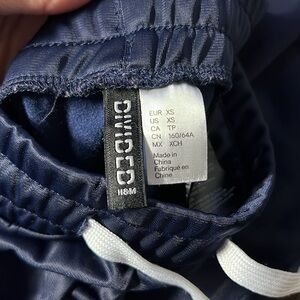 DIVIDED
H&M
EUR XS
US XS
CA TP
CN 160/64A
MX XCH
Made in
China
Fabriqué en
Chine